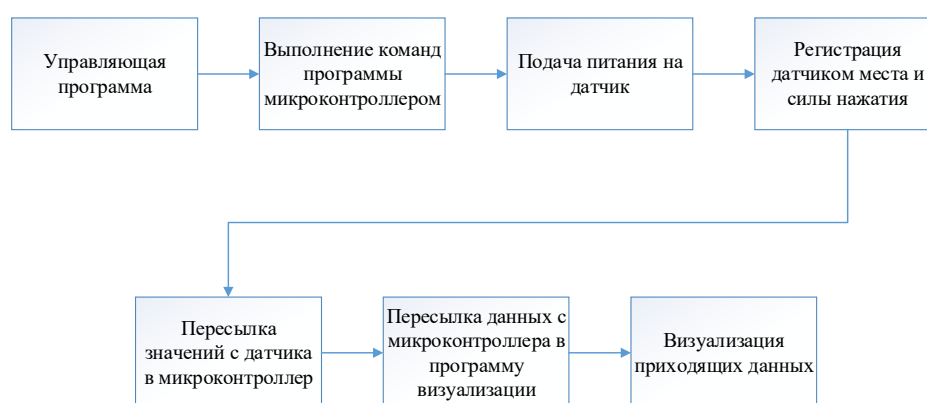 Управляющая
программа
Выполнение команд
программы
микроконтроллером
Подача питания на
датчик
Регистрация
датчиком места и
силы нажатия
Пересылка
значений с датчика
в микроконтроллер
Пересылка данных с
микроконтроллера в
программу
визуализации
Визуализация
приходящих данных